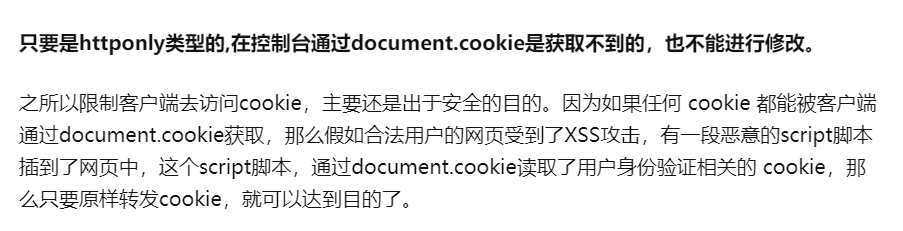 只要是httponly类型的,在控制台通过document.cookie是获取不到的，也不能进行修改。
之所以限制客户端去访问cookie，主要还是出于安全的目的。因为如果任何 cookie 都能被客户端
通过document.cookie获取，那么假如合法用户的网页受到了XSS攻击，有一段恶意的script脚本
插到了网页中，这个script脚本，通过document.cookie读取了用户身份验证相关的 cookie，那
么只要原样转发cookie，就可以达到目的了。